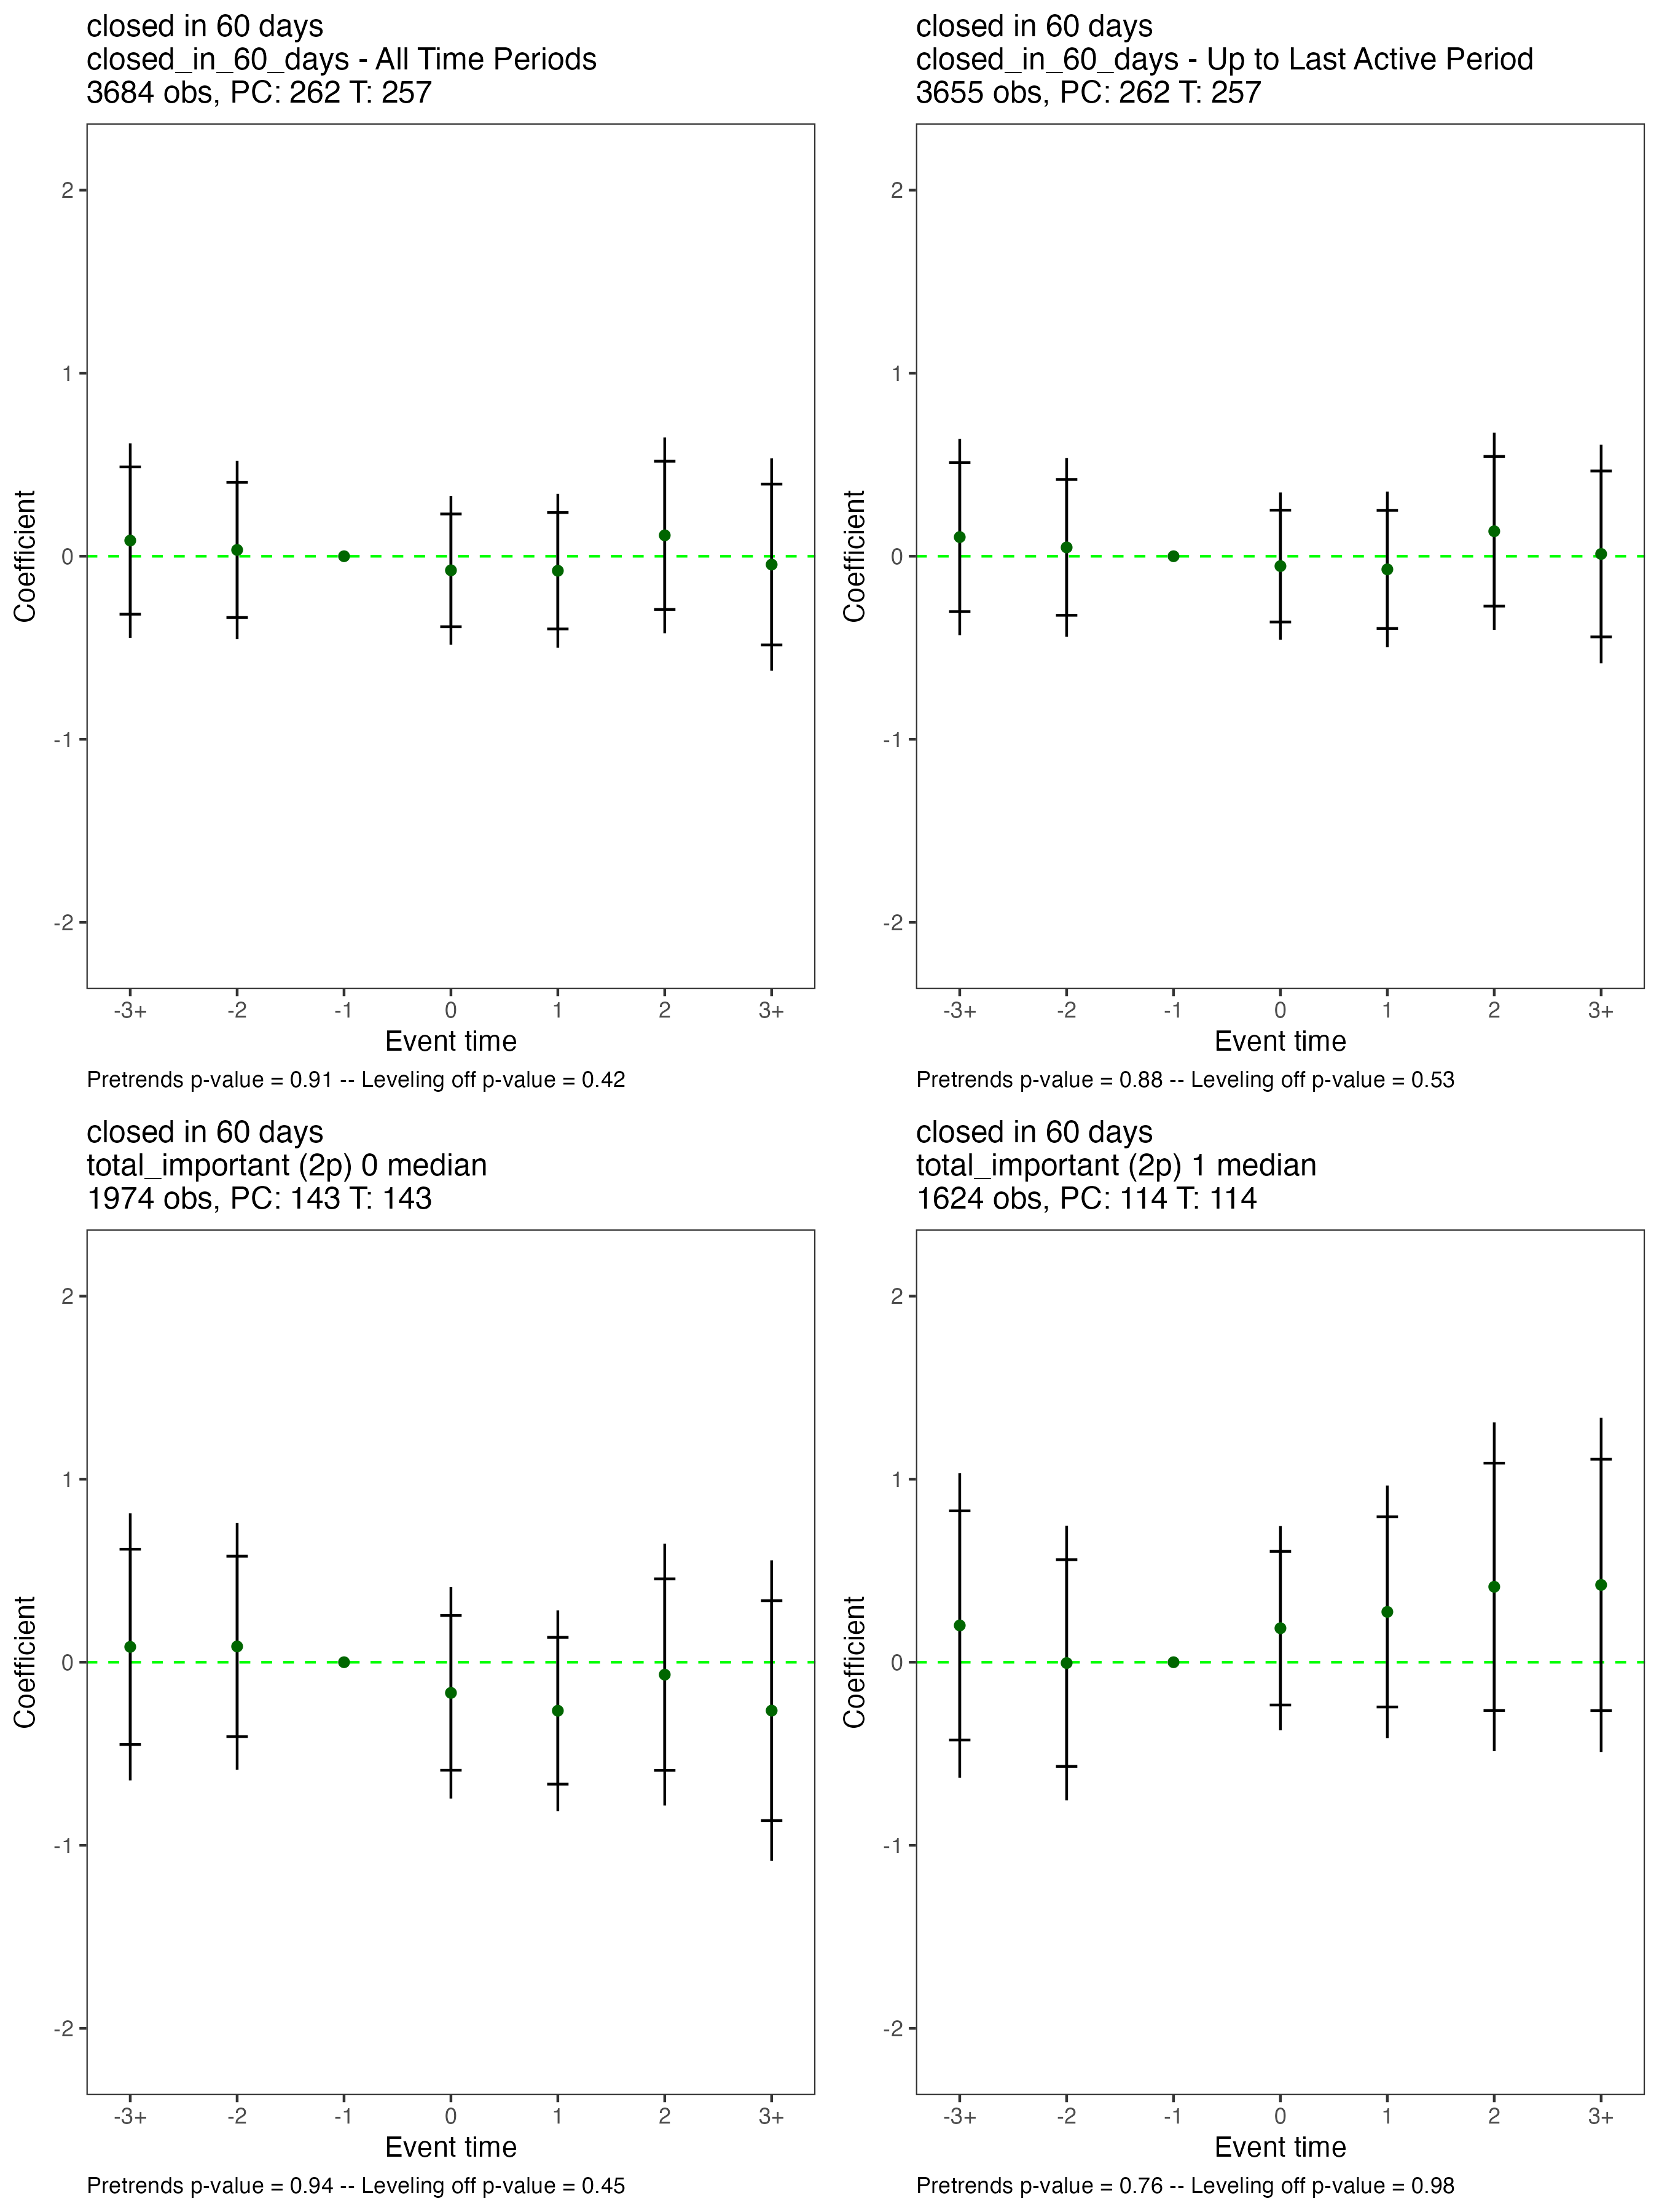 closed in 60 days
closed_in_60_days - All Time Periods
3684 obs, PC: 262 T: 257
2
1
0
-1
-2
Coefficient
-3+ -2 -1 0 1 2 3+
Event time
Pretrends p-value = 0.91 -- Leveling off p-value = 0.42
closed in 60 days
closed_in_60_days - Up to Last Active Period
3655 obs, PC: 262 T: 257
2
1
0
-1
-2
Coefficient
-3+ -2 -1 0 1 2 3+
Event time
Pretrends p-value = 0.88 -- Leveling off p-value = 0.53
closed in 60 days
total_important (2p) 0 median
1974 obs, PC: 143 T: 143
2
1
0
-1
-2
Coefficient
-3+ -2 -1 0 1 2 3+
Event time
Pretrends p-value = 0.94 -- Leveling off p-value = 0.45
closed in 60 days
total_important (2p) 1 median
1624 obs, PC: 114 T: 114
2
1
0
-1
-2
Coefficient
-3+ -2 -1 0 1 2 3+
Event time
Pretrends p-value = 0.76 -- Leveling off p-value = 0.98